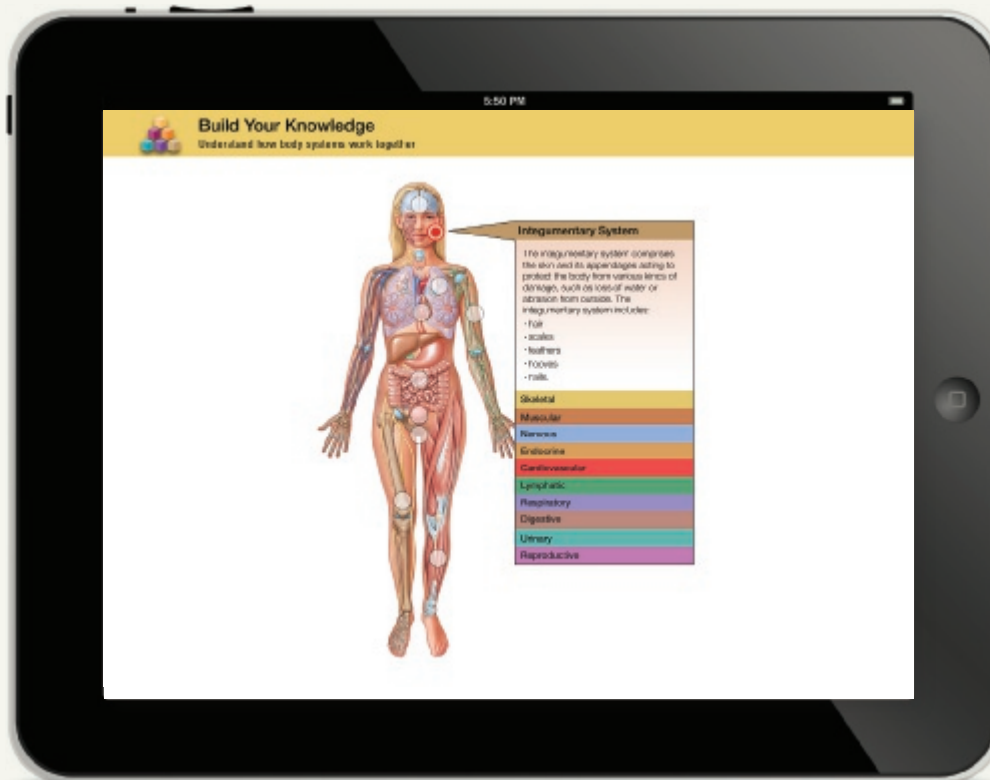 5:50 PM
Build Your Knowledge
Understand how body systems work together
Integumentary System
The integumentary system comprises
the skin and its appendages acting to
protect the body from various kinds of
damage, such as loss of water or
abrasion from outside. The
integumentary system includes:
• hair
• scales
• feathers
• hooves
• nails.
Skeletal
Muscular
Nervous
Endocrine
Cardiovascular
Lymphatic
Respiratory
Digestive
Urinary
Reproductive